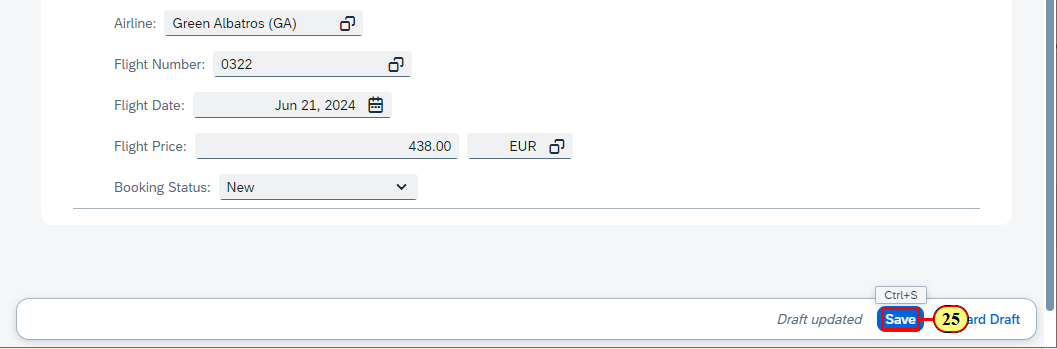 Airline: Green Albatros (GA)
Flight Number: 0322
Flight Date: Jun 21, 2024
Flight Price: 438.00 EUR
Booking Status: New
Ctrl+S
Draft updated Save 25 ard Draft